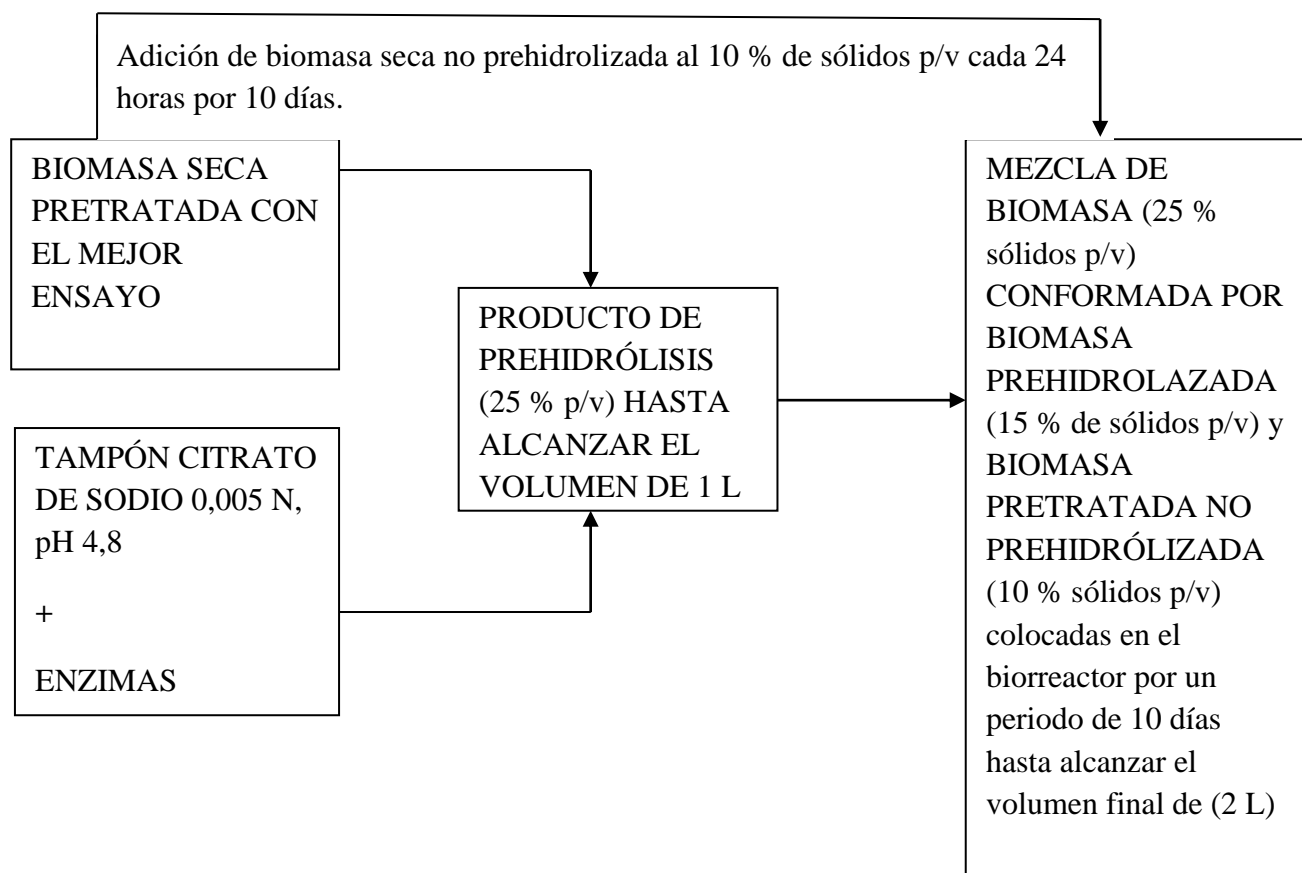 Adición de biomasa seca no prehidrolizada al 10 % de sólidos p/v cada 24
horas por 10 días.
BIOMASA SECA
PRETRATADA CON
EL MEJOR
ENSAYO
TAMPÓN CITRATO
DE SODIO 0,005 N,
pH 4,8
+
ENZIMAS
PRODUCTO DE
PREHIDRÓLISIS
(25 % p/v) HASTA
ALCANZAR EL
VOLUMEN DE 1 L
MEZCLA DE
BIOMASA (25 %
sólidos p/v)
CONFORMADA POR
BIOMASA
PREHIDROLAZADA
(15 % de sólidos p/v) y
BIOMASA
PRETRATADA NO
PREHIDRÓLIZADA
(10 % sólidos p/v)
colocadas en el
biorreactor por un
periodo de 10 días
hasta alcanzar el
volumen final de (2 L)